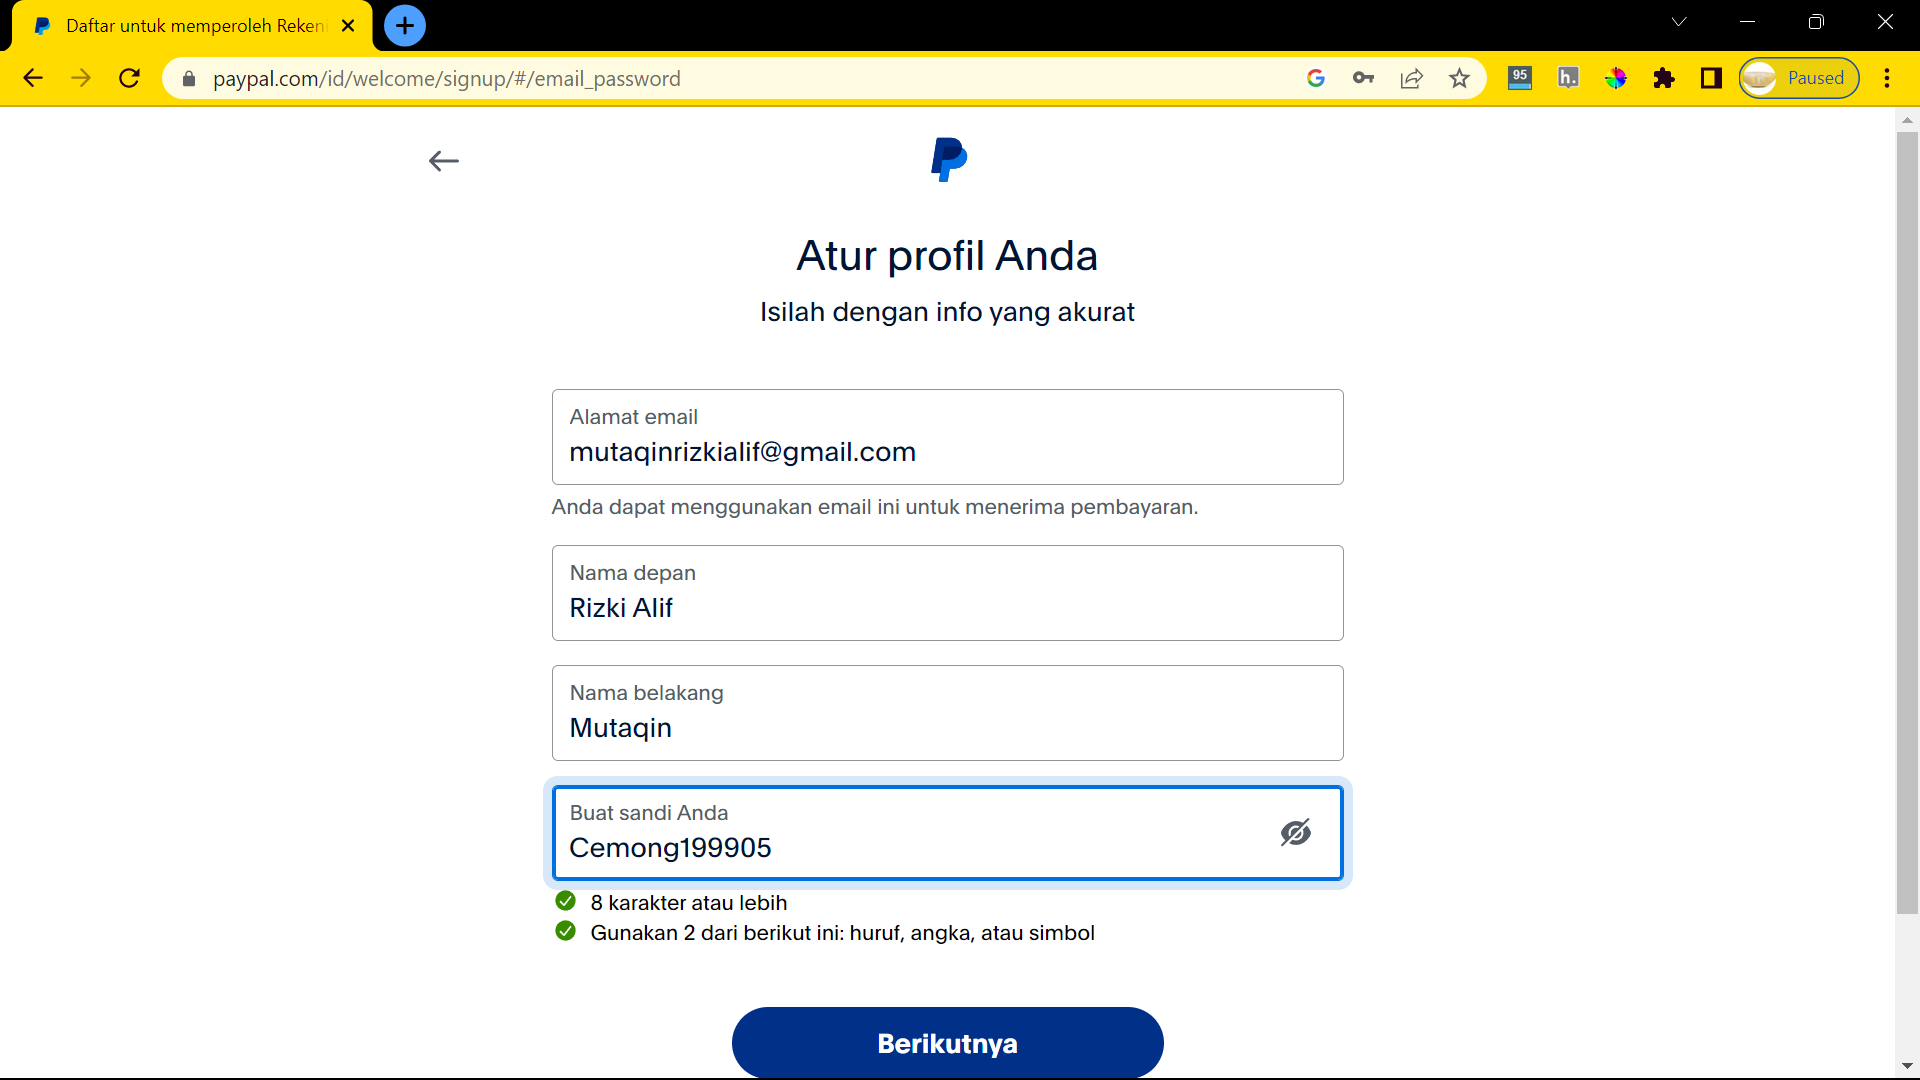 Daftar untuk memperoleh Rekeni
paypal.com/id/welcome/signup/#/email_password
95
h.
Paused
Atur profil Anda
Isilah dengan info yang akurat
Alamat email
mutaqinrizkialif@gmail.com
Anda dapat menggunakan email ini untuk menerima pembayaran.
Nama depan
Rizki Alif
Nama belakang
Mutaqin
Buat sandi Anda
Cemong199905
8 karakter atau lebih
Gunakan 2 dari berikut ini: huruf, angka, atau simbol
Berikutnya